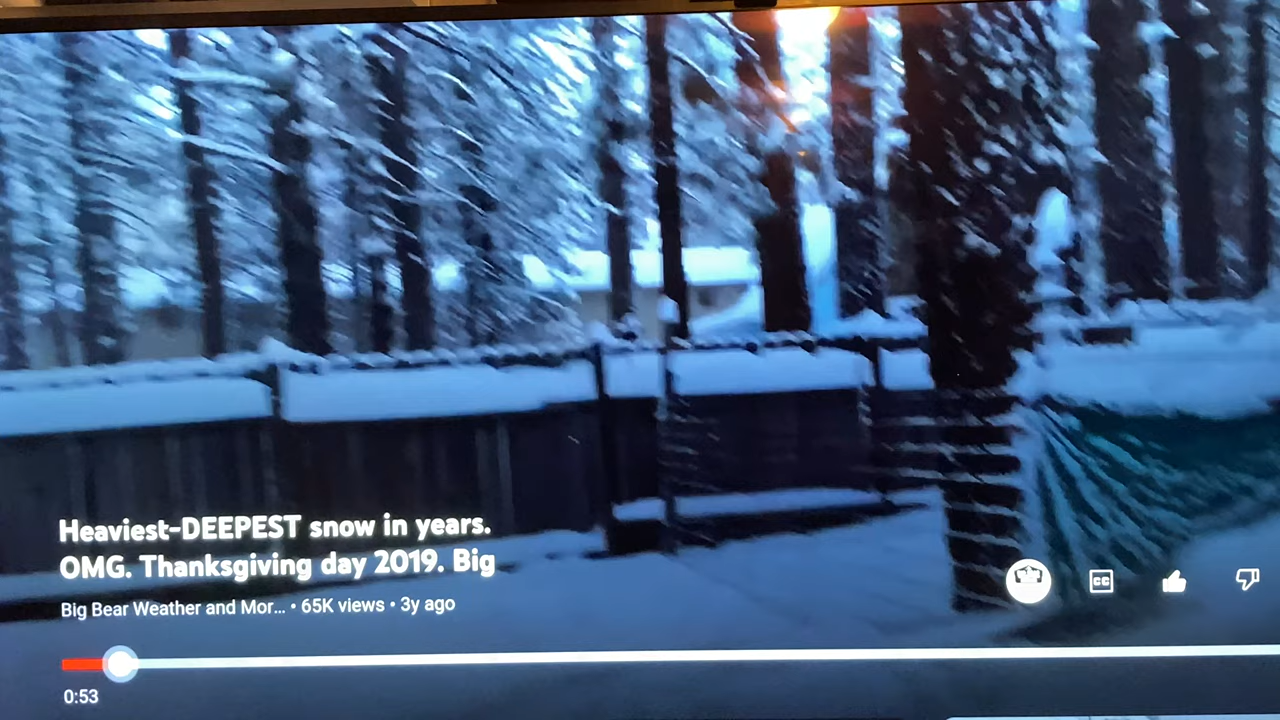 Heaviest-DEEPEST snow in years.
OMG. Thanksgiving day 2019. Big
Big Bear Weather and Mor... • 65K views • 3y ago
CC
0:53